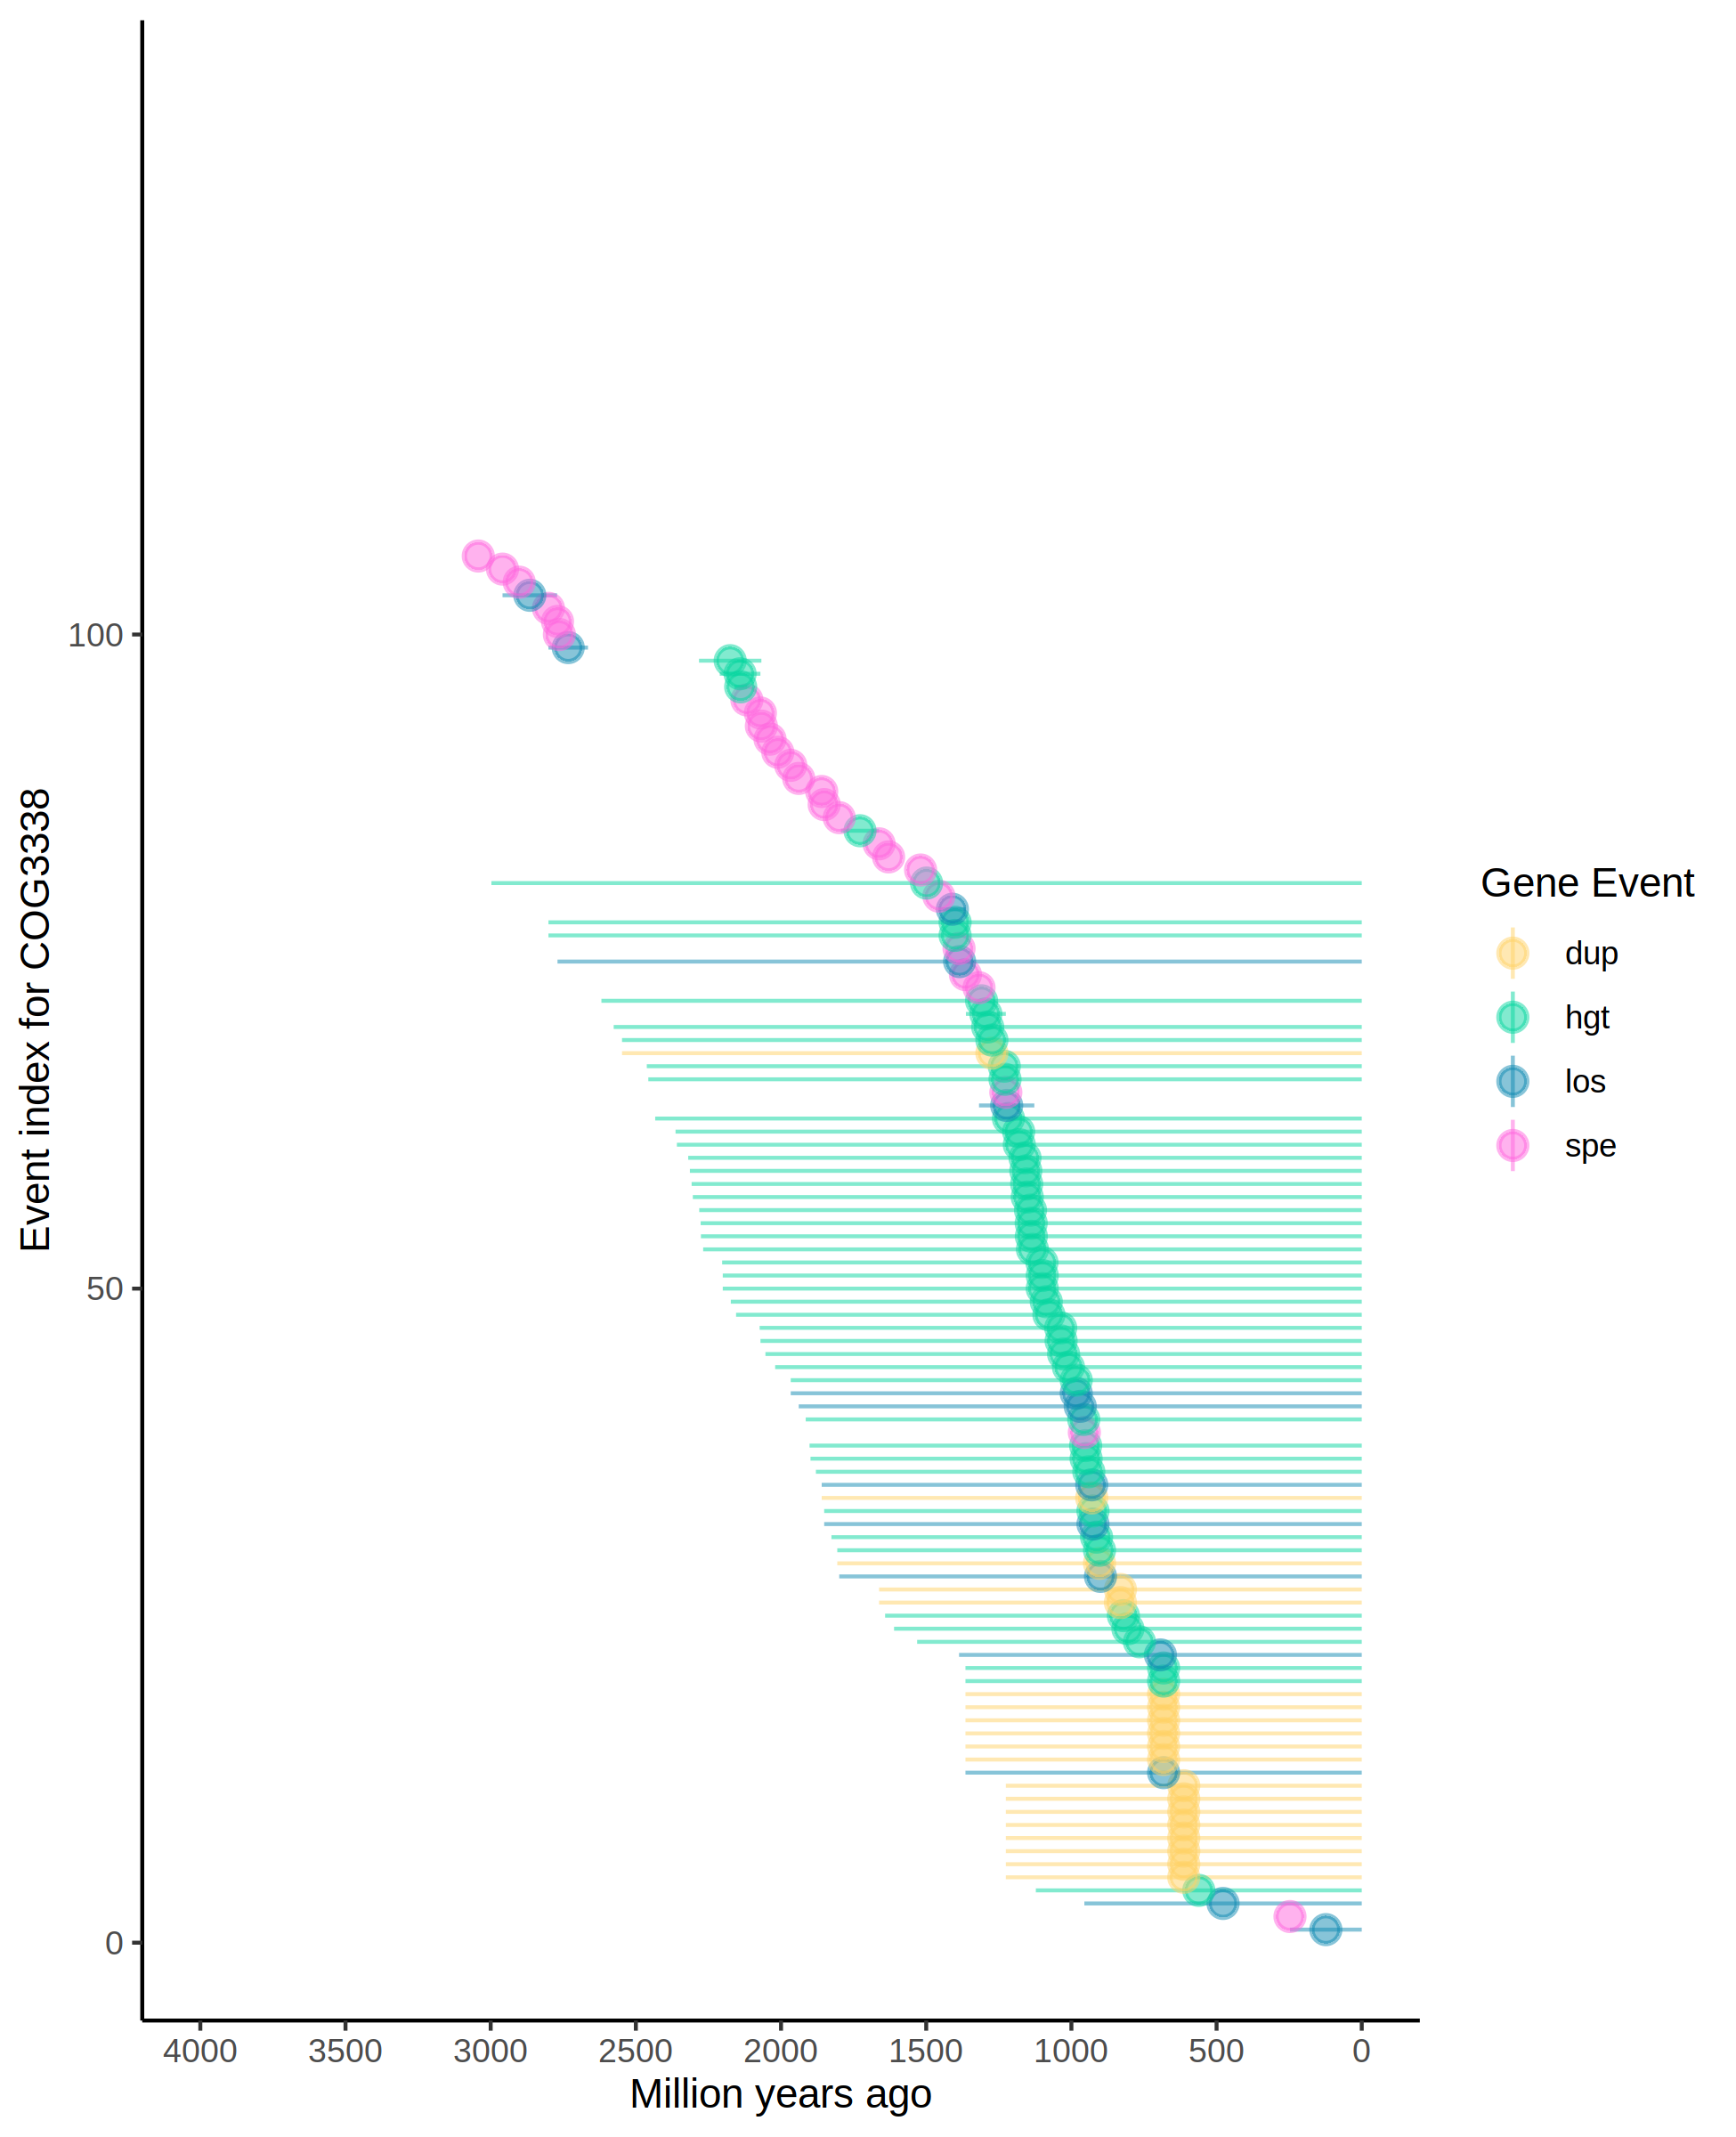 Event index for COG3338
100
50
0
4000 3500 3000 2500 2000 1500 1000 500 0
Million years ago
Gene Event
dup
hgt
los
spe